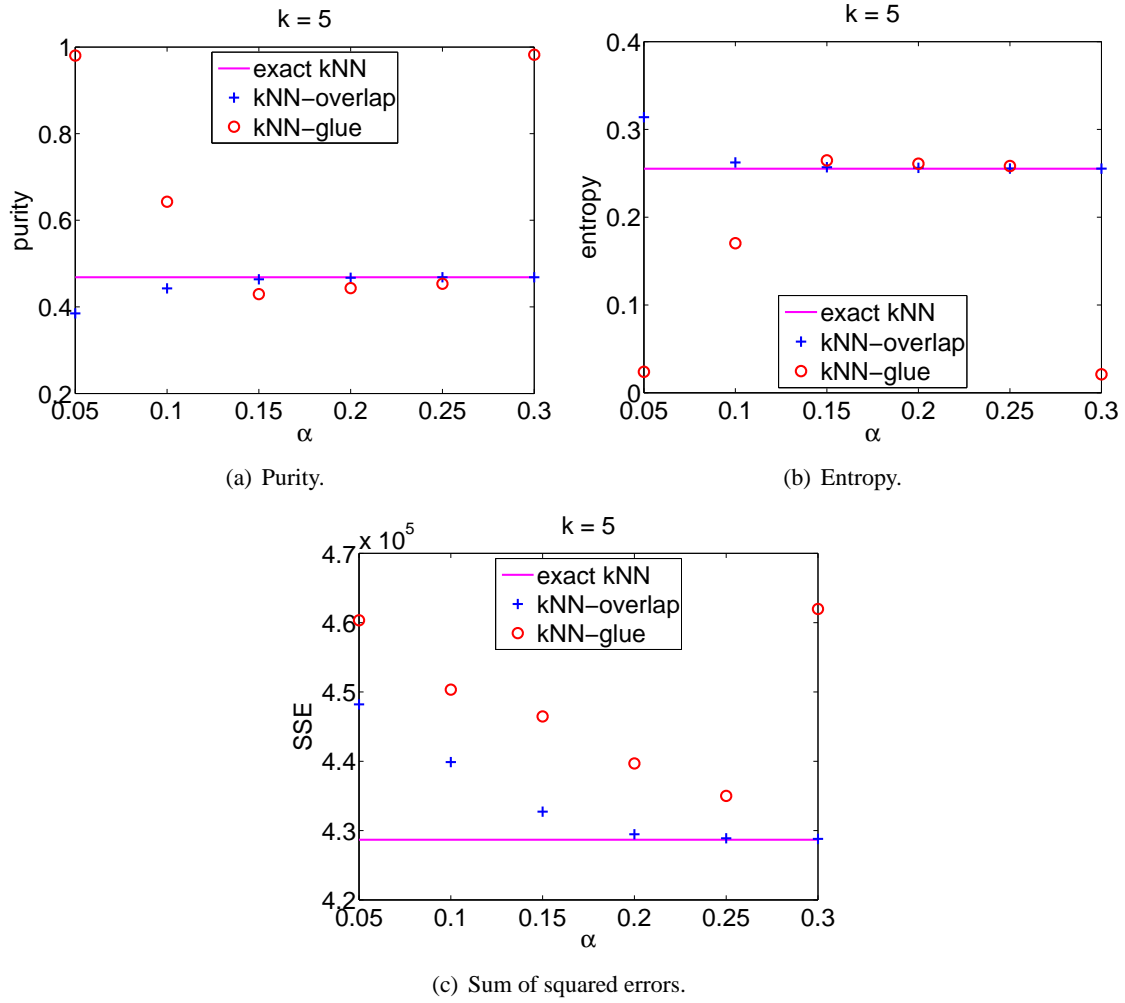 k = 5
1
0.8
0.6
0.4
0.2
purity
exact kNN
kNN−overlap
kNN−glue
0.05 0.1 0.15 0.2 0.25 0.3
α
(a) Purity.
k = 5
0.4
0.3
0.2
0.1
0
entropy
exact kNN
kNN−overlap
kNN−glue
0.05 0.1 0.15 0.2 0.25 0.3
α
(b) Entropy.
k = 5
x 10^5
4.7
4.6
4.5
4.4
4.3
4.2
SSE
exact kNN
kNN−overlap
kNN−glue
0.05 0.1 0.15 0.2 0.25 0.3
α
(c) Sum of squared errors.